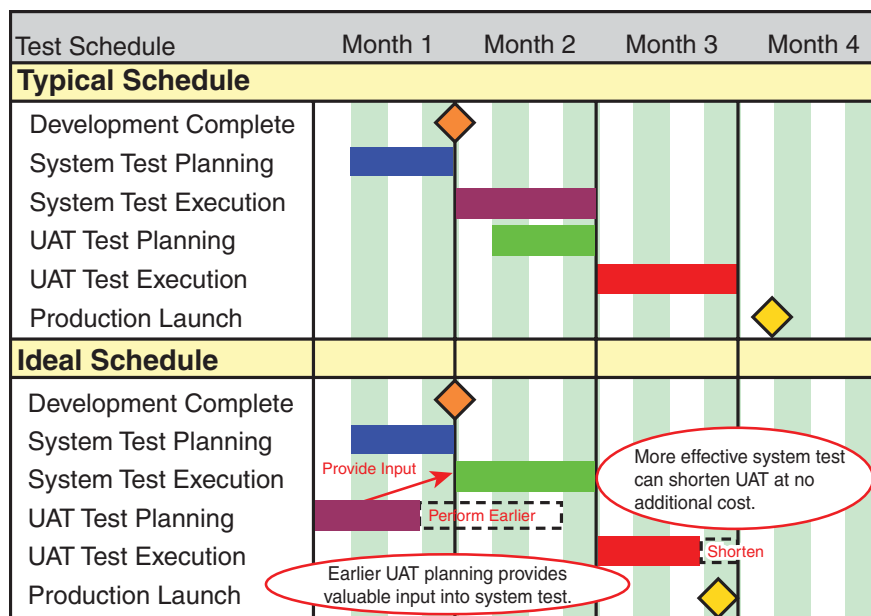 Test Schedule Month 1 Month 2 Month 3 Month 4
Typical Schedule
Development Complete
System Test Planning
System Test Execution
UAT Test Planning
UAT Test Execution
Production Launch
Ideal Schedule
Development Complete
System Test Planning
System Test Execution
Provide Input
More effective system test
can shorten UAT at no
additional cost.
UAT Test Planning
Perform Earlier
UAT Test Execution
Shorten
Earlier UAT planning provides
valuable input into system test.
Production Launch